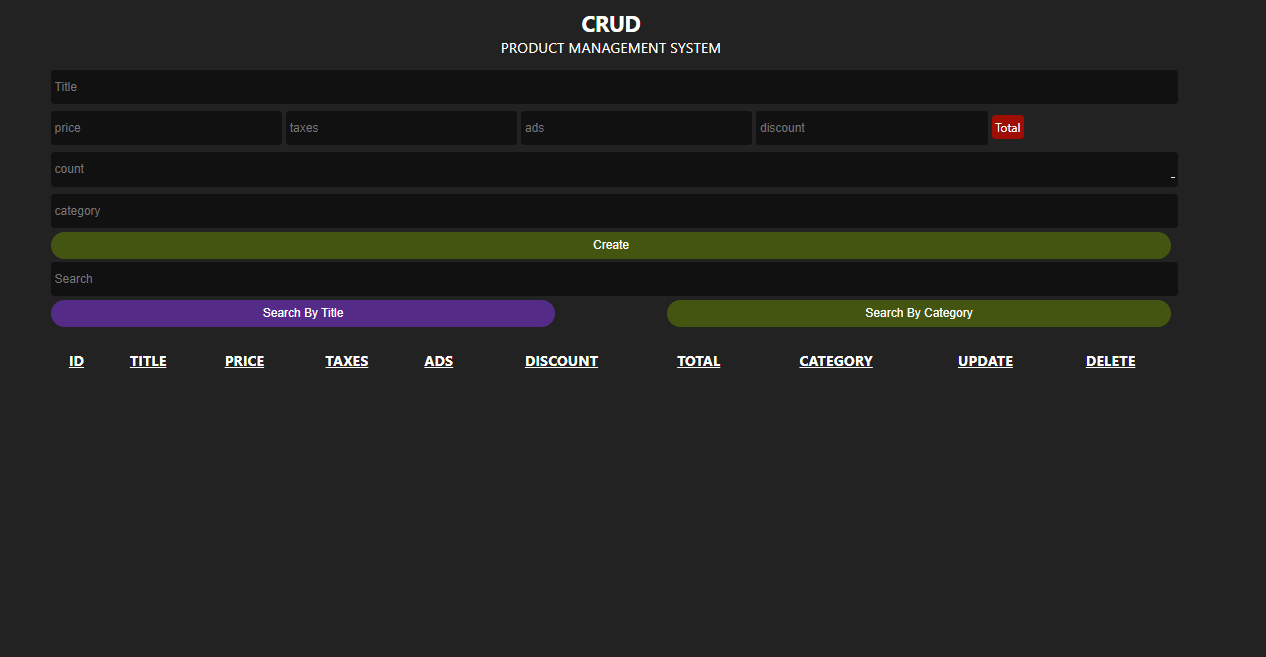 CRUD
PRODUCT MANAGEMENT SYSTEM
Title
price taxes ads discount Total
count
category
Create
Search
Search By Title Search By Category
ID TITLE PRICE TAXES ADS DISCOUNT TOTAL CATEGORY UPDATE DELETE